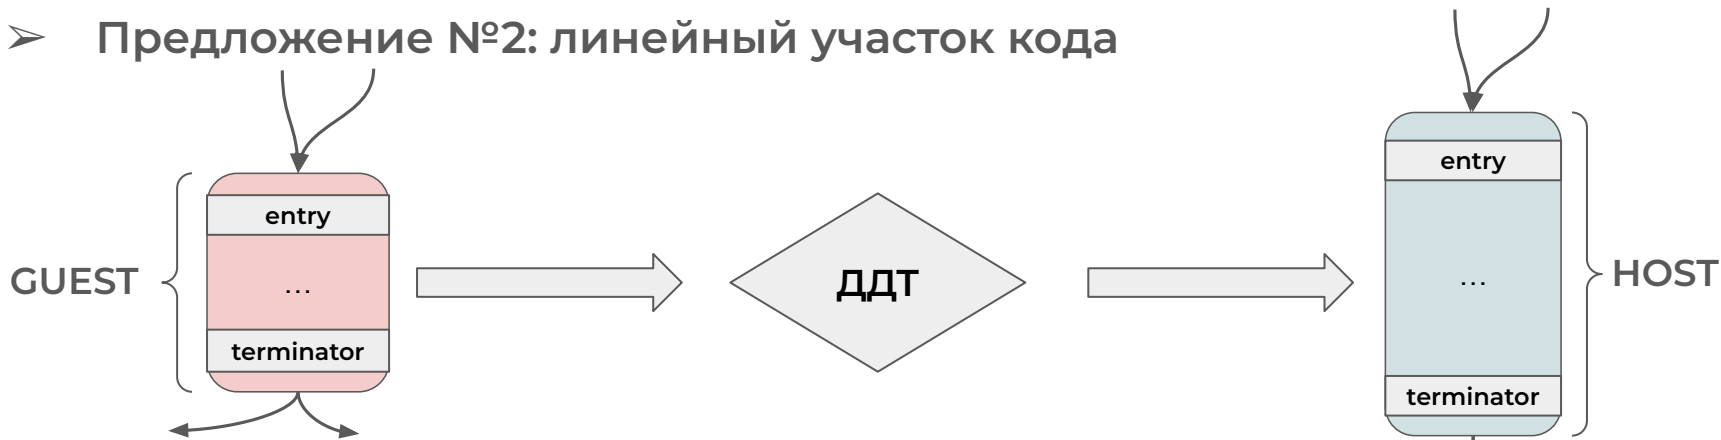 ➢ Предложение №2: линейный участок кода
entry
entry
GUEST
...
ДДТ
...
HOST
terminator
terminator